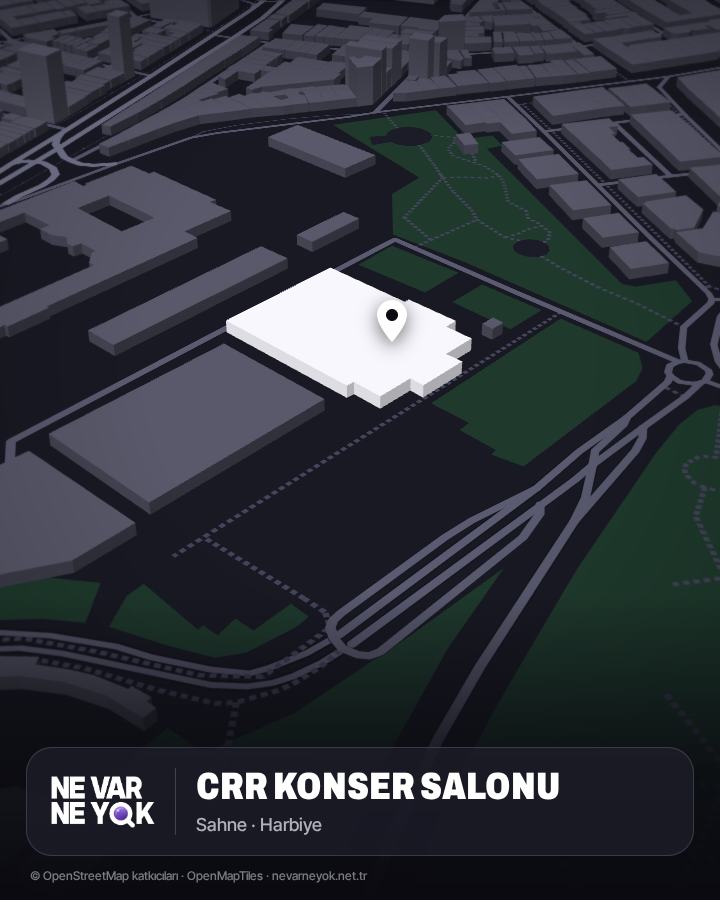 NE VAR
NE YOK
CRR KONSER SALONU
Sahne · Harbiye
© OpenStreetMap katkıcıları · OpenMapTiles · nevarneyok.net.tr